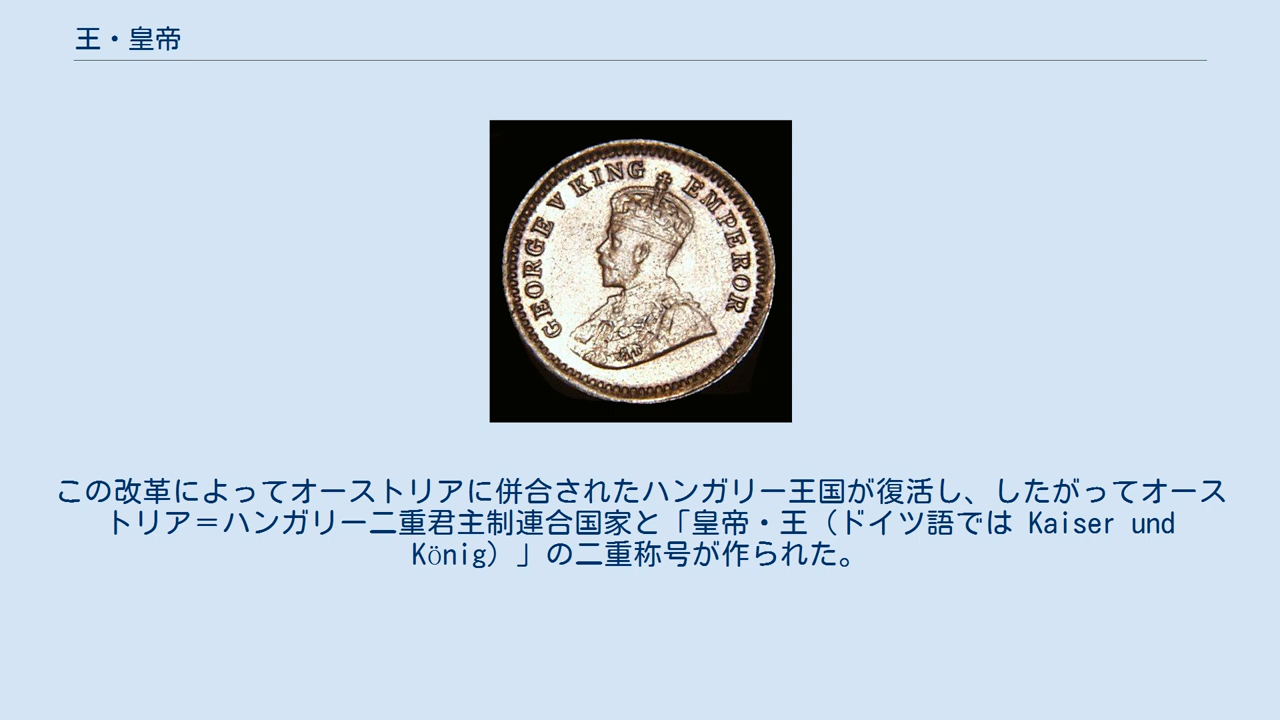 王・皇帝
GEORGE V KING EMPEROR
この改革によってオーストリアに併合されたハンガリー王国が復活し、したがってオース
トリア＝ハンガリー二重君主制連合国家と「皇帝・王（ドイツ語では Kaiser und
König）」の二重称号が作られた。